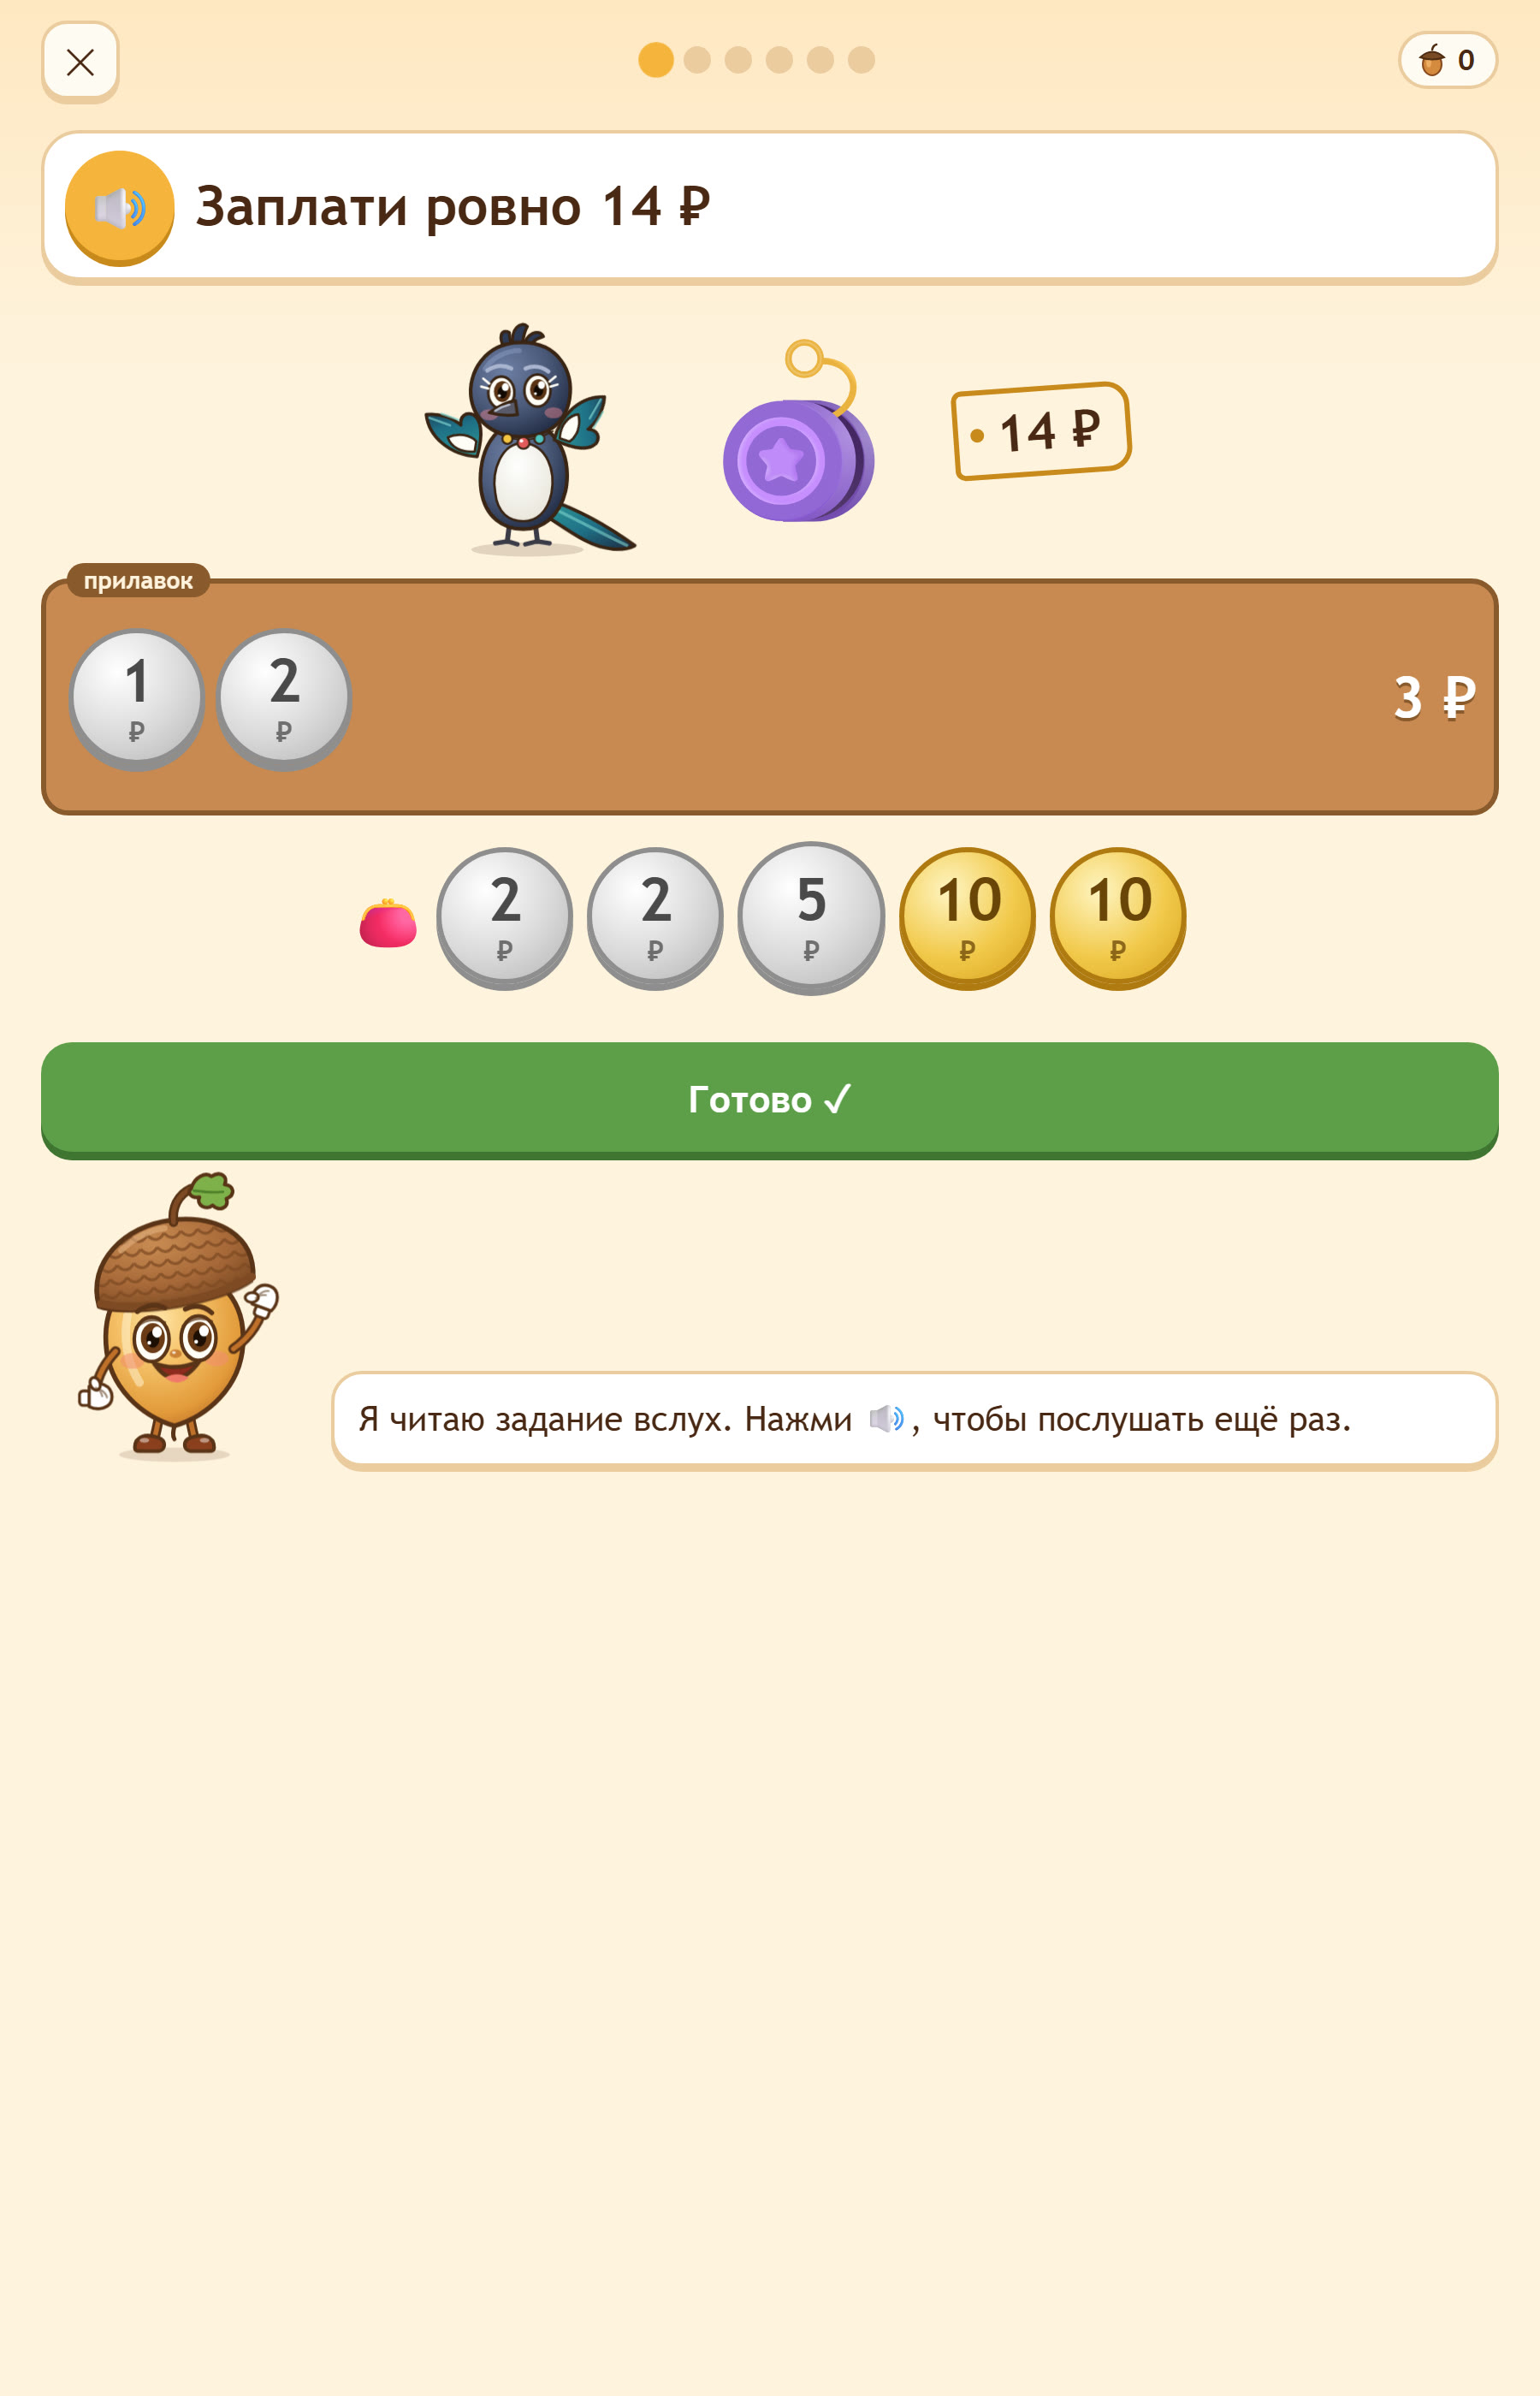 0
Заплати ровно 14 ₽
14 ₽
прилавок
1 ₽
2 ₽
3 ₽
2 ₽
2 ₽
5 ₽
10 ₽
10 ₽
Готово ✓
Я читаю задание вслух. Нажми 🔊, чтобы послушать ещё раз.